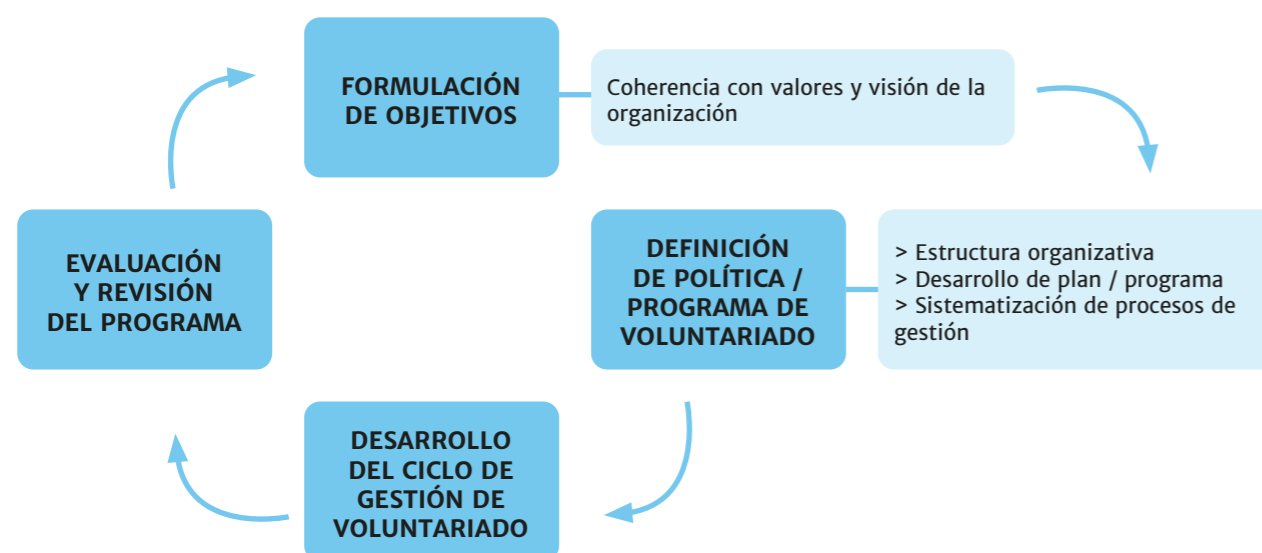 FORMULACIÓN
DE OBJETIVOS
Coherencia con valores y visión de la
organización
DEFINICIÓN
DE POLÍTICA /
PROGRAMA DE
VOLUNTARIADO
> Estructura organizativa
> Desarrollo de plan / programa
> Sistematización de procesos de
gestión
DESARROLLO
DEL CICLO DE
GESTIÓN DE
VOLUNTARIADO
EVALUACIÓN
Y REVISIÓN
DEL PROGRAMA